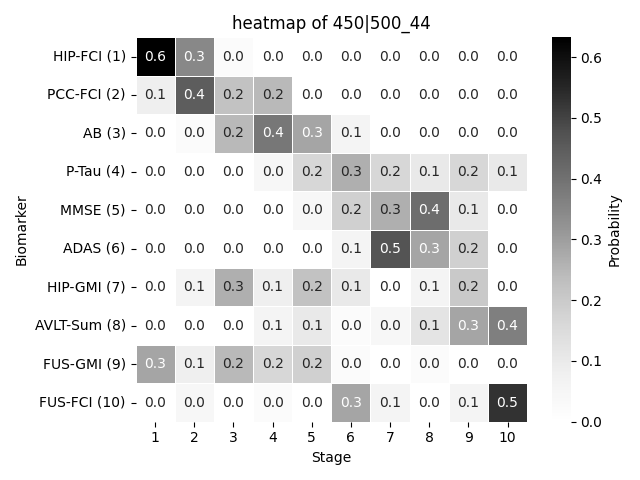 heatmap of 450|500_44
HIP-FCI (1) 0.6 0.3 0.0 0.0 0.0 0.0 0.0 0.0 0.0 0.0
PCC-FCI (2) 0.1 0.4 0.2 0.2 0.0 0.0 0.0 0.0 0.0 0.0
AB (3) 0.0 0.0 0.2 0.4 0.3 0.1 0.0 0.0 0.0 0.0
P-Tau (4) 0.0 0.0 0.0 0.0 0.2 0.3 0.2 0.1 0.2 0.1
MMSE (5) 0.0 0.0 0.0 0.0 0.0 0.2 0.3 0.4 0.1 0.0
ADAS (6) 0.0 0.0 0.0 0.0 0.0 0.1 0.5 0.3 0.2 0.0
HIP-GMI (7) 0.0 0.1 0.3 0.1 0.2 0.1 0.0 0.1 0.2 0.0
AVLT-Sum (8) 0.0 0.0 0.0 0.1 0.1 0.0 0.0 0.1 0.3 0.4
FUS-GMI (9) 0.3 0.1 0.2 0.2 0.2 0.0 0.0 0.0 0.0 0.0
FUS-FCI (10) 0.0 0.0 0.0 0.0 0.0 0.3 0.1 0.0 0.1 0.5
1 2 3 4 5 6 7 8 9 10
Stage
Biomarker
0.6
0.5
0.4
0.3
0.2
0.1
0.0
Probability